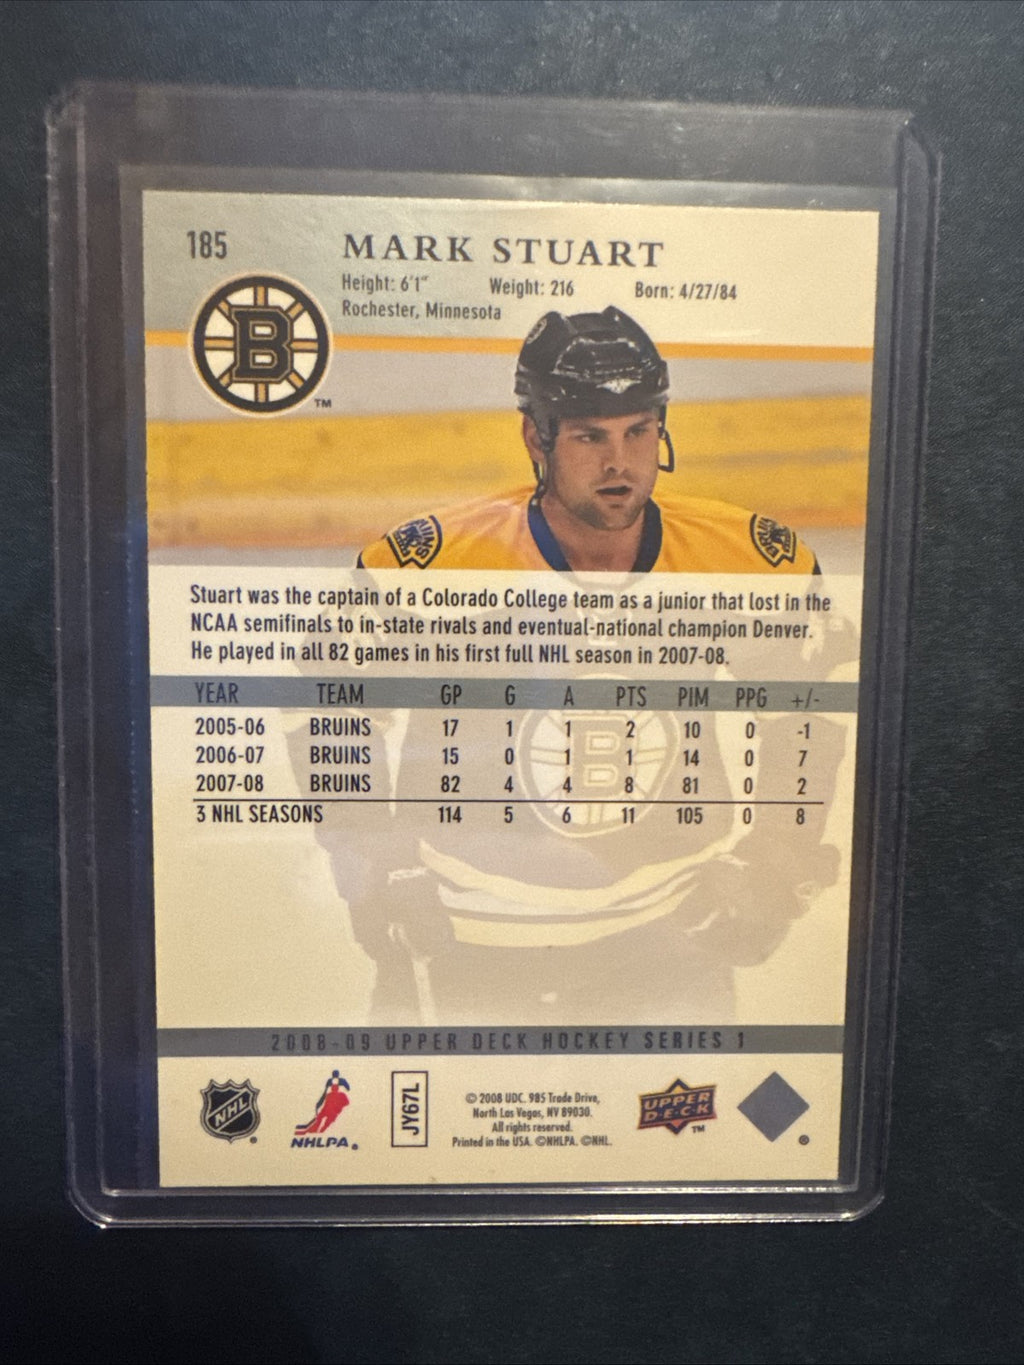 185
MARK STUART
Height: 6'1" Weight: 216 Born: 4/27/84
Rochester, Minnesota
B
TM
BRUINS
BRUINS
Stuart was the captain of a Colorado College team as a junior that lost in the
NCAA semifinals to in-state rivals and eventual-national champion Denver.
He played in all 82 games in his first full NHL season in 2007-08.
YEAR TEAM GP G A PTS PIM PPG +/-
2005-06 BRUINS 17 1 1 2 10 0 -1
2006-07 BRUINS 15 0 1 1 14 0 7
2007-08 BRUINS 82 4 4 8 81 0 2
3 NHL SEASONS 114 5 6 11 105 0 8
B
2008-09 UPPER DECK HOCKEY SERIES 1
NHL
®
NHLPA®
JY67L
© 2008 UDC. 985 Trade Drive,
North Las Vegas, NV 89030.
All rights reserved.
Printed in the USA. ©NHLPA. ©NHL.
UPPER
D·E·C·K
TM
®